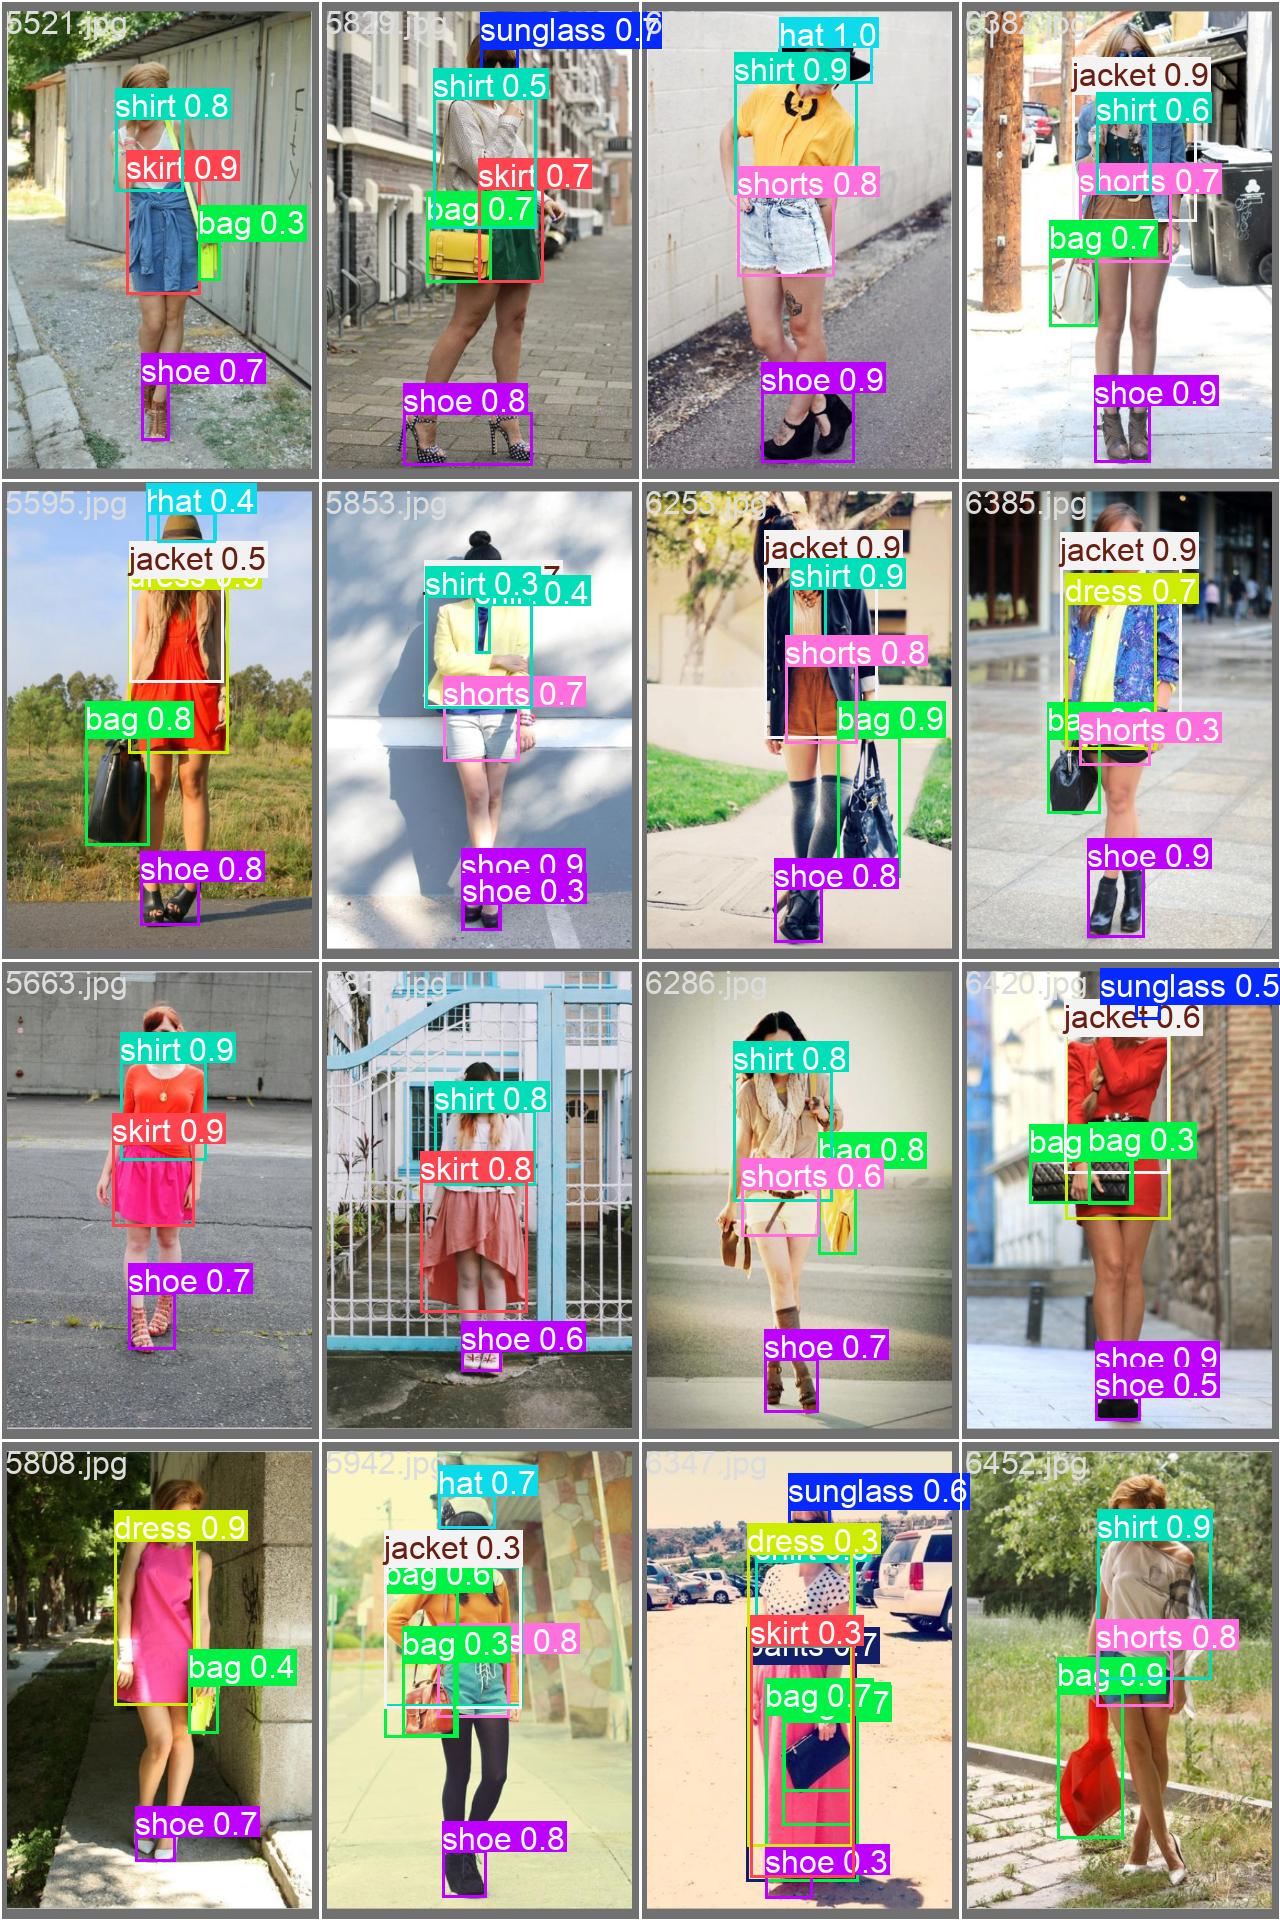 5521.jpg
shirt 0.8
skirt 0.9
bag 0.3
shoe 0.7
5829.jpg
sunglass 0.7
shirt 0.5
skirt 0.7
bag 0.7
shoe 0.8
hat 1.0
shirt 0.9
shorts 0.8
shoe 0.9
6382.jpg
jacket 0.9
shirt 0.6
shorts 0.7
bag 0.7
shoe 0.9
5595.jpg
hat 0.4
jacket 0.5
dress 0.9
bag 0.8
shoe 0.8
5853.jpg
shirt 0.3
0.4
shorts 0.7
shoe 0.9
shoe 0.3
6253.jpg
jacket 0.9
shirt 0.9
shorts 0.8
bag 0.9
shoe 0.8
6385.jpg
jacket 0.9
dress 0.7
shorts 0.3
shoe 0.9
5663.jpg
shirt 0.9
skirt 0.9
shoe 0.7
shirt 0.8
skirt 0.8
shoe 0.6
6286.jpg
shirt 0.8
bag 0.8
shorts 0.6
shoe 0.7
6420.jpg
sunglass 0.5
jacket 0.6
bag
bag 0.3
shoe 0.9
shoe 0.5
5808.jpg
dress 0.9
bag 0.4
shoe 0.7
5942.jpg
hat 0.7
jacket 0.3
bag 0.6
bag 0.3
s 0.8
shoe 0.8
6347.jpg
sunglass 0.6
dress 0.3
skirt 0.3
pants 0.7
bag 0.7
shoe 0.3
6452.jpg
shirt 0.9
shorts 0.8
bag 0.9